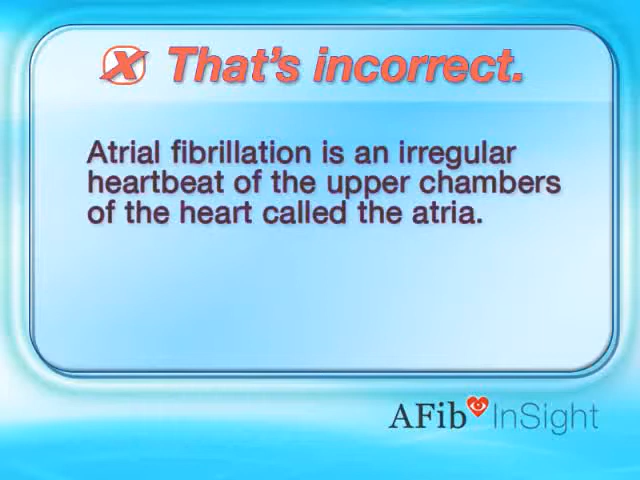 That's incorrect.
Atrial fibrillation is an irregular
heartbeat of the upper chambers
of the heart called the atria.
AFib InSight